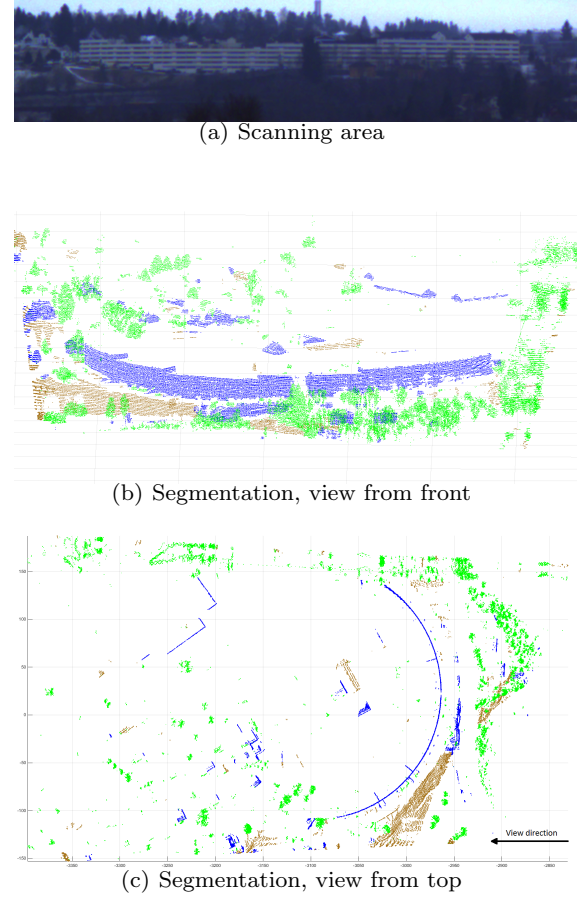 (a) Scanning area
(b) Segmentation, view from front
150
100
50
0
-50
-100
-150
View direction
(c) Segmentation, view from top